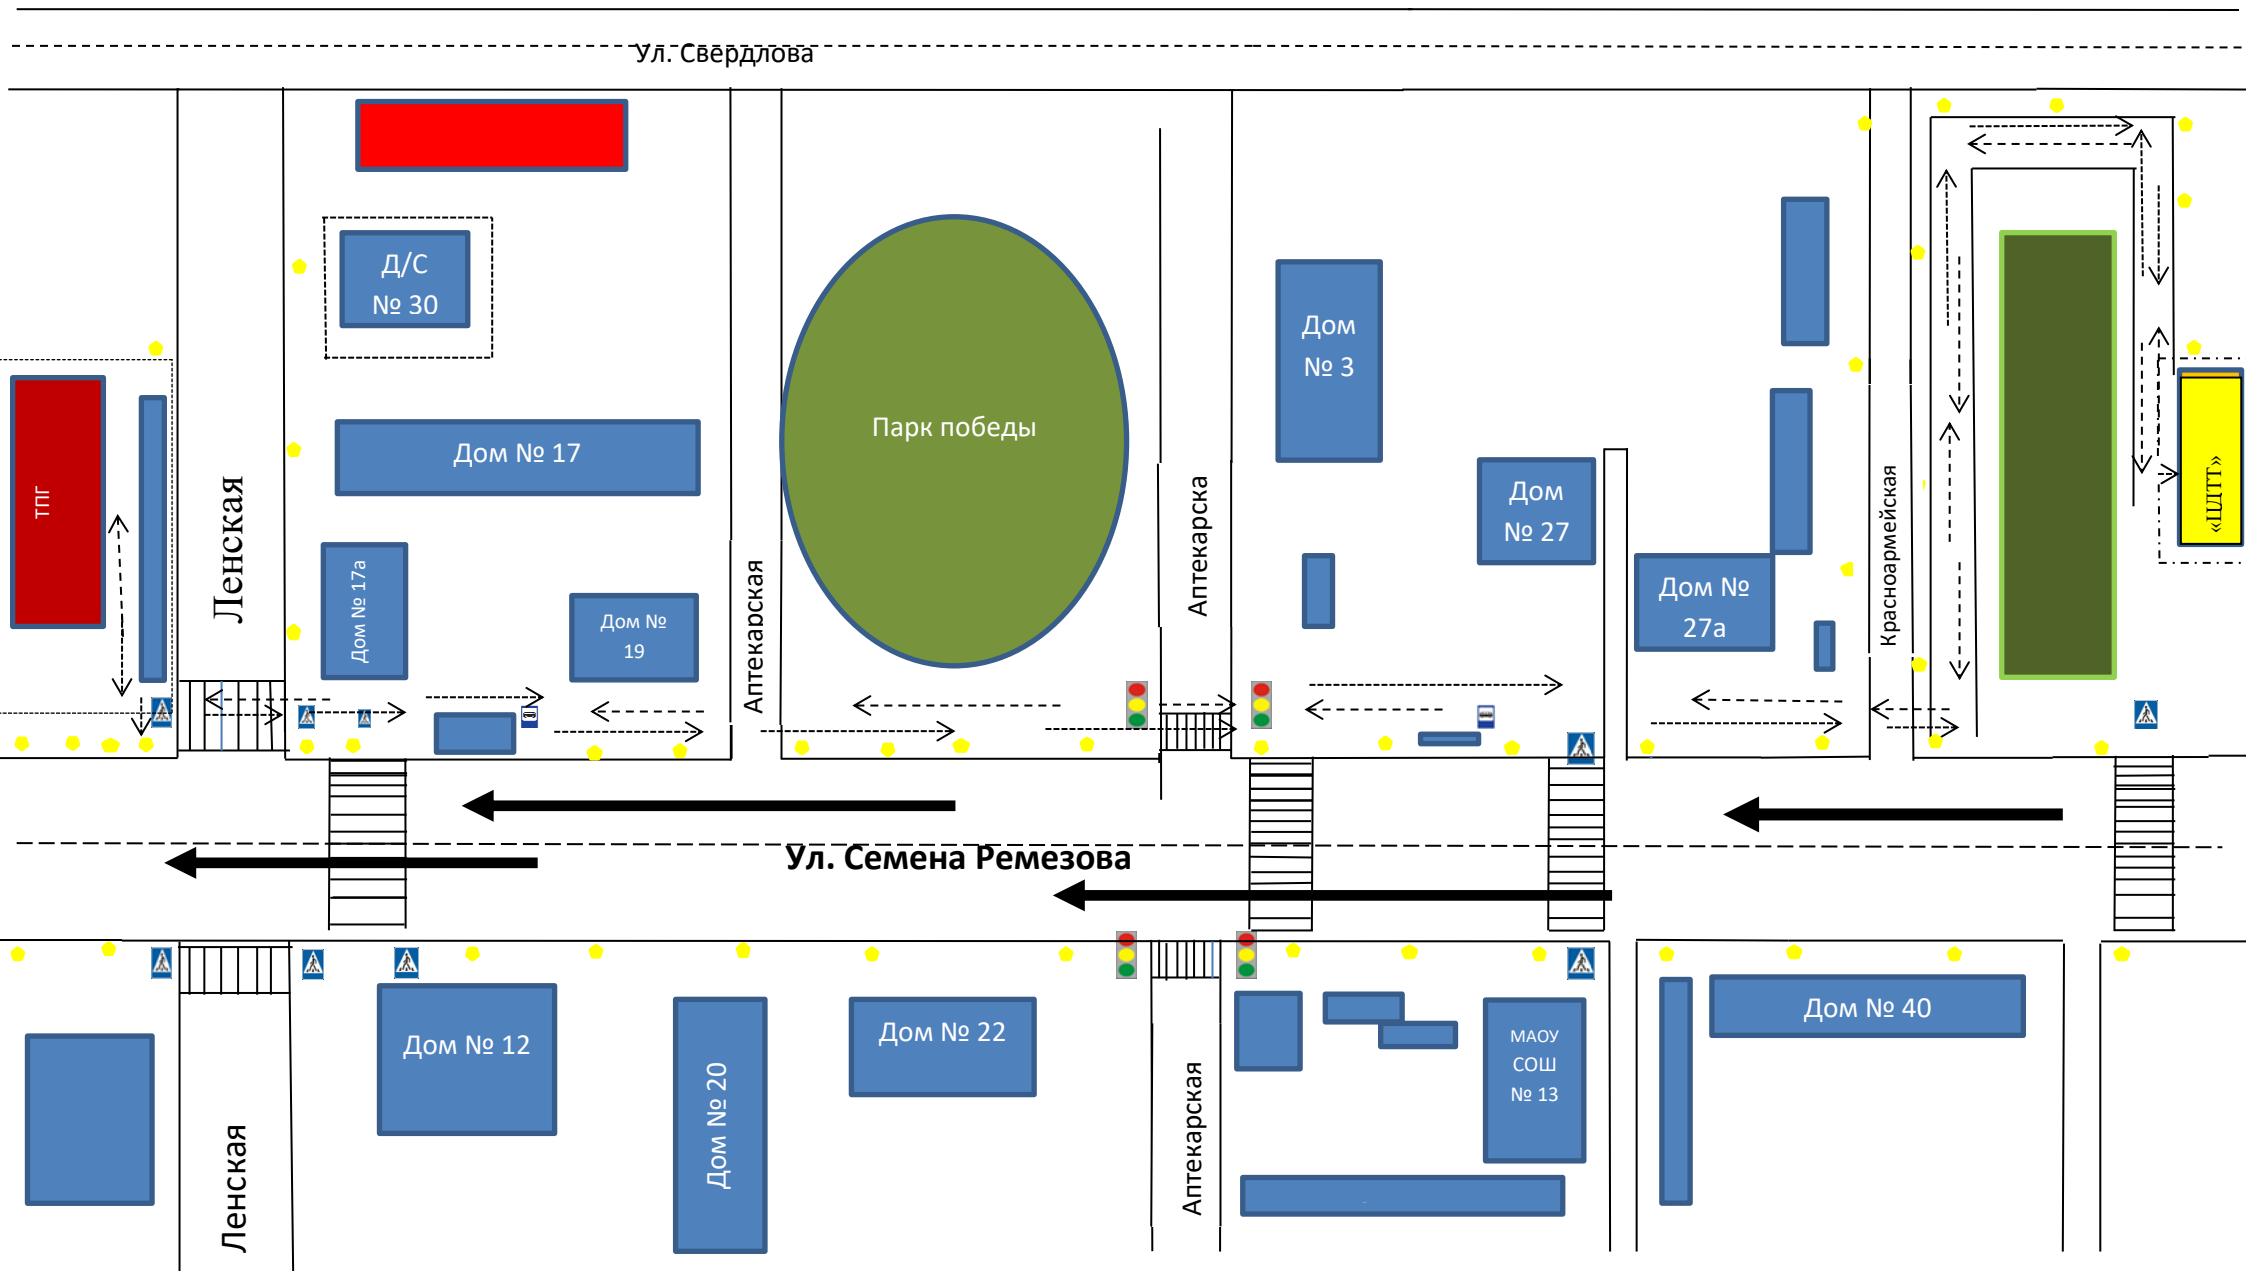 Ул. Свердлова
Д/С
№ 30
Дом № 17
Дом № 17а
Дом №
19
ТПГ
Ленская
Аптекарская
Парк победы
Аптекарска
Дом
№ 3
Дом
№ 27
Дом №
27а
Красноармейская
«ЦДТТ»
Ул. Семена Ремезова
Ленская
Дом № 12
Дом № 20
Дом № 22
Аптекарская
МАОУ
СОШ
№ 13
Дом № 40